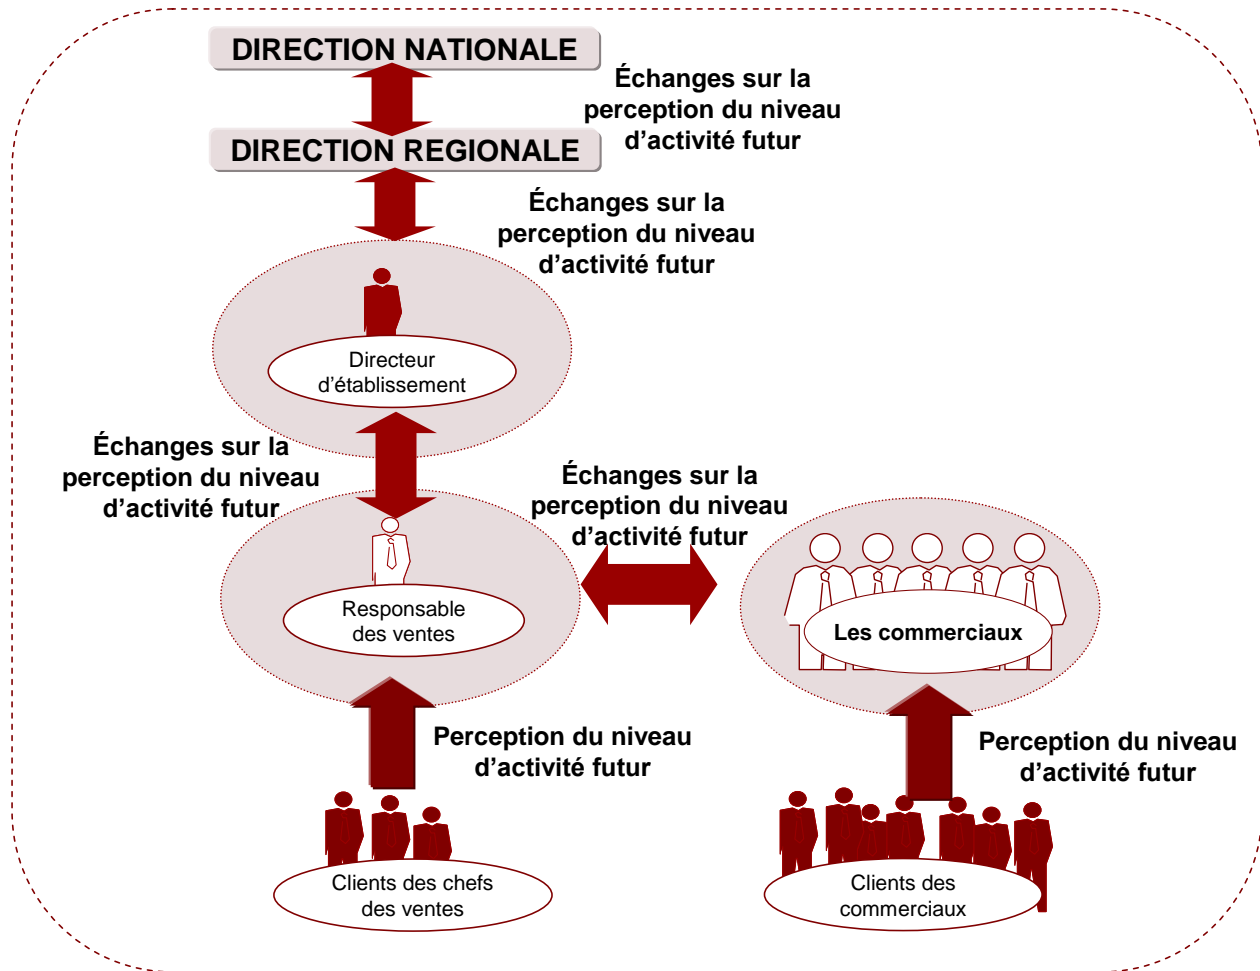 DIRECTION NATIONALE
Échanges sur la
perception du niveau
d’activité futur
DIRECTION REGIONALE
Échanges sur la
perception du niveau
d’activité futur
Directeur
d’établissement
Échanges sur la
perception du niveau
d’activité futur
Échanges sur la
perception du niveau
d’activité futur
Responsable
des ventes
Les commerciaux
Perception du niveau
d’activité futur
Perception du niveau
d’activité futur
Clients des chefs
des ventes
Clients des
commerciaux